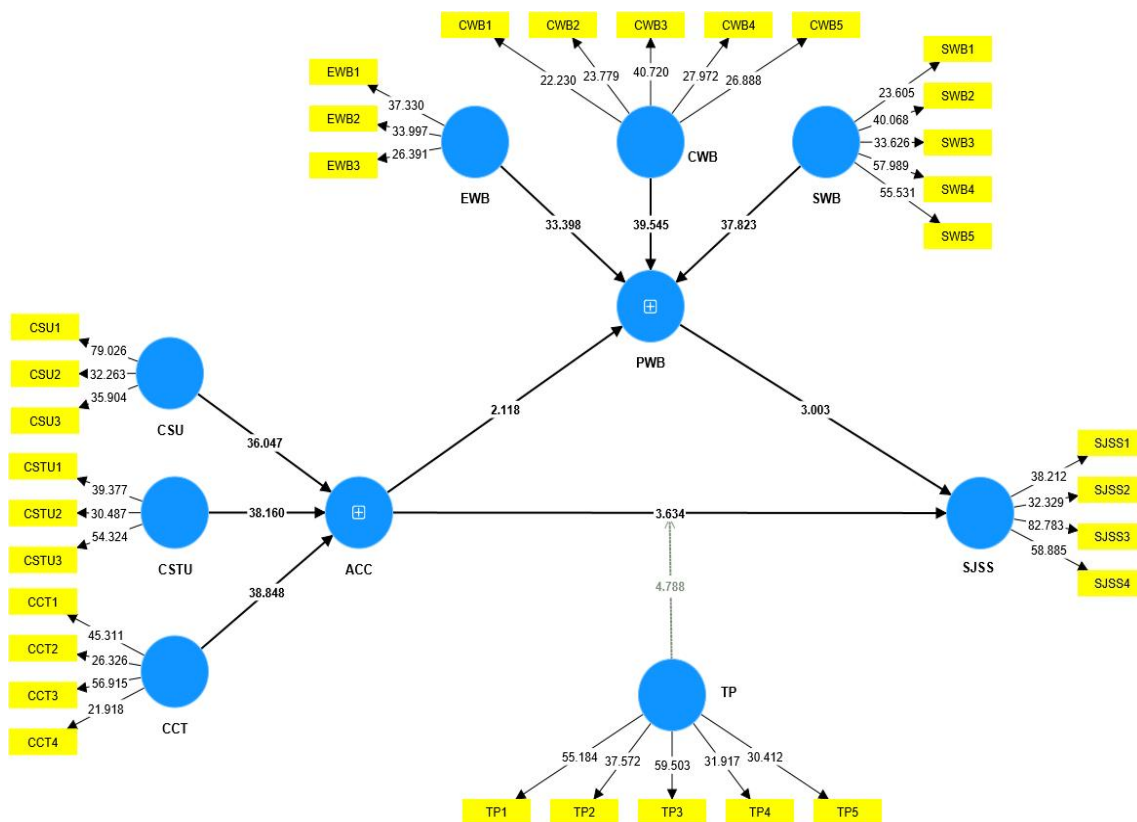 CWB1 CWB2 CWB3 CWB4 CWB5
22.230 23.779 40.720 27.972 26.888
CWB
EWB1
EWB2
EWB3
37.330
33.997
26.391
EWB
SWB1
SWB2
SWB3
SWB4
SWB5
23.605
40.068
33.626
57.989
55.531
SWB
33.398 39.545 37.823
PWB
CSU1
CSU2
CSU3
79.026
32.263
35.904
CSU
36.047
2.118
3.003
CSTU1
CSTU2
CSTU3
39.377
30.487
54.324
CSTU
38.160
ACC
3.634
SJSS
38.212
32.329
82.783
58.885
SJSS1
SJSS2
SJSS3
SJSS4
CCT1
CCT2
CCT3
CCT4
45.311
26.326
56.915
21.918
CCT
38.848
4.788
TP
55.184 37.572 59.503 31.917 30.412
TP1 TP2 TP3 TP4 TP5